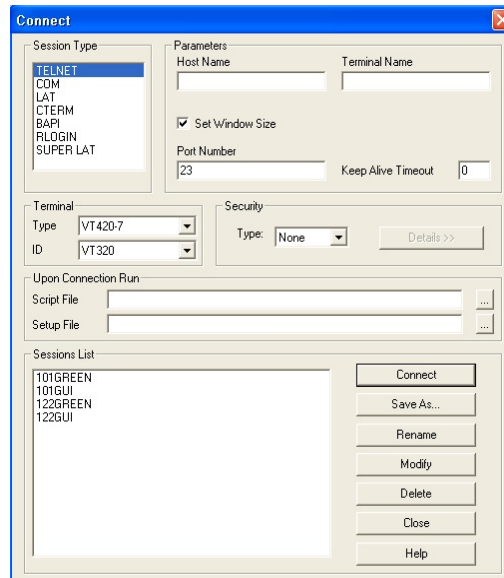 Connect
Session Type
TELNET
COM
LAT
CTERM
BAPI
RLOGIN
SUPER LAT
Parameters
Host Name
Terminal Name
Set Window Size
Port Number
23
Keep Alive Timeout
0
Terminal
Type VT420-7
ID VT320
Security
Type: None
Details >>
Upon Connection Run
Script File
...
Setup File
...
Sessions List
101GREEN
101GUI
122GREEN
122GUI
Connect
Save As...
Rename
Modify
Delete
Close
Help